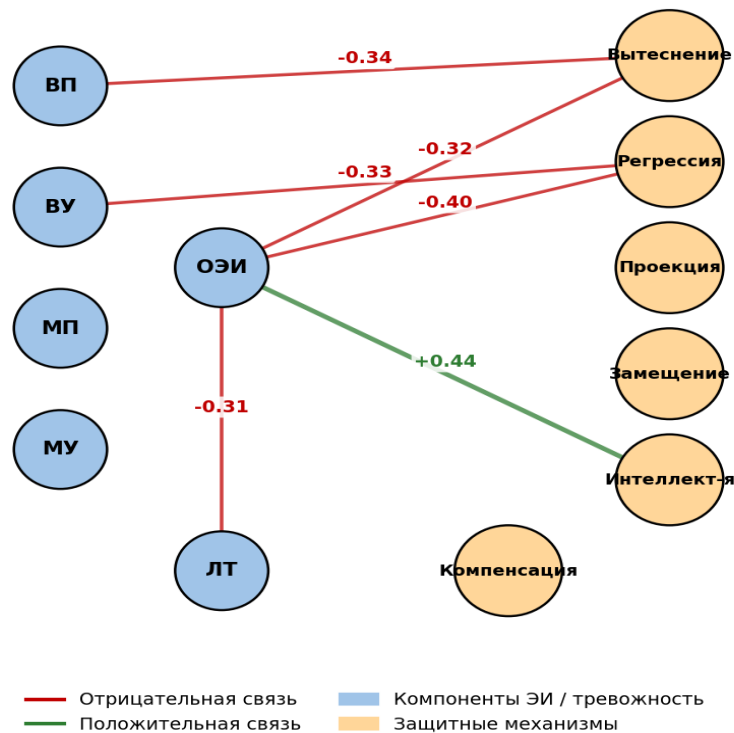 Вытеснение
-0.34
ВП
-0.32
Регрессия
-0.33
-0.40
ВУ
ОЭИ
Проекция
МП
+0.44
Замещение
-0.31
МУ
Интеллект-я
ЛТ
Компенсация
Отрицательная связь
Положительная связь
Компоненты ЭИ / тревожность
Защитные механизмы